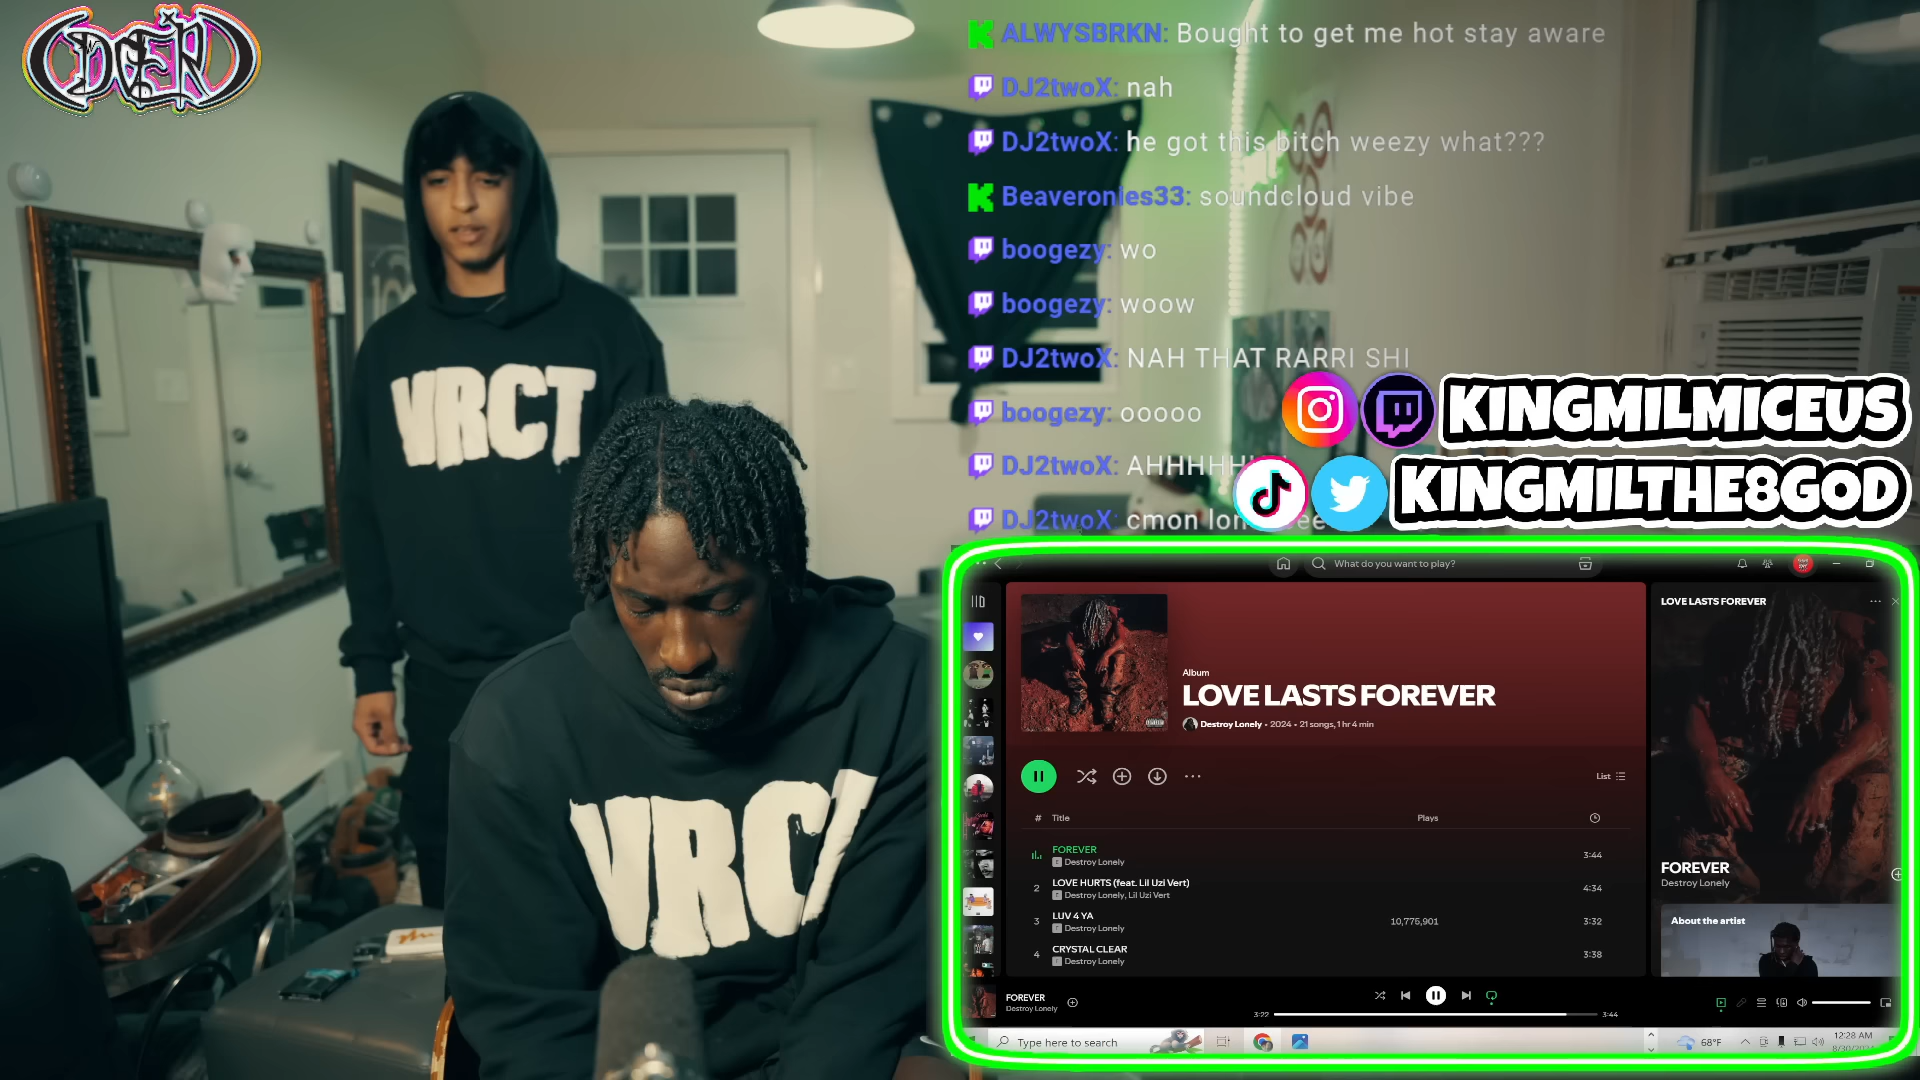 ALWYSBRKN: Bought to get me hot stay aware
DJ2twoX: nah
DJ2twoX: he got this bitch weezy what???
Beaveronies33: soundcloud vibe
boogezy: wo
boogezy: woow
DJ2twoX: NAH THAT RARRI SHI
boogezy: ooooo
DJ2twoX:
DJ2twoX: cmon
KINGMILMICEUS
KINGMILTHE8GOD
VRCT
VRCT
What do you want to play?
Album
LOVE LASTS FOREVER
Destroy Lonely • 2024 • 21 songs, 1 hr 4 min
List
# Title Plays
FOREVER
E Destroy Lonely
3:44
2 LOVE HURTS (feat. Lil Uzi Vert)
E Destroy Lonely, Lil Uzi Vert
4:34
3 LUV 4 YA
E Destroy Lonely
10,775,901 3:32
4 CRYSTAL CLEAR
E Destroy Lonely
3:38
LOVE LASTS FOREVER
FOREVER
Destroy Lonely
About the artist
FOREVER
Destroy Lonely
3:22 3:44
Type here to search
68°F
12:28 AM